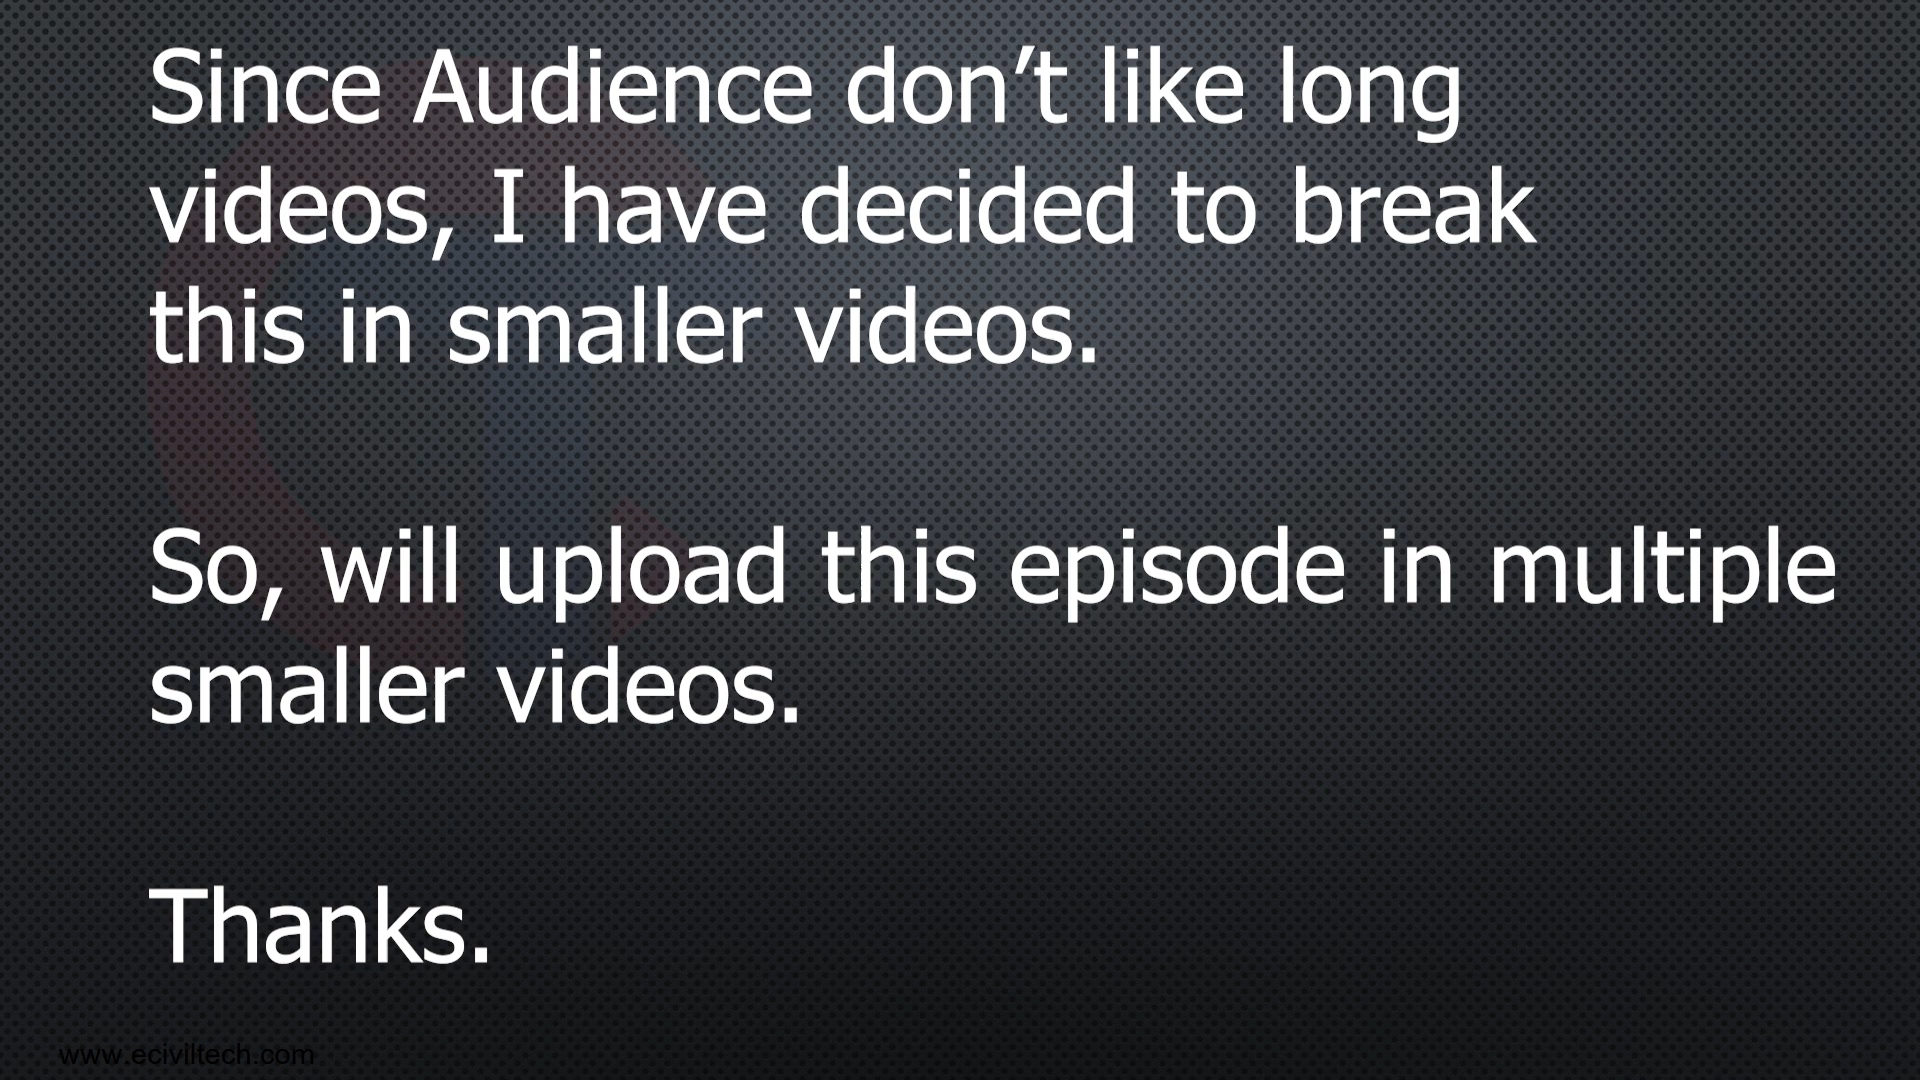 Since Audience don’t like long
videos, I have decided to break
this in smaller videos.
So, will upload this episode in multiple
smaller videos.
Thanks.
www.eciviltech.com